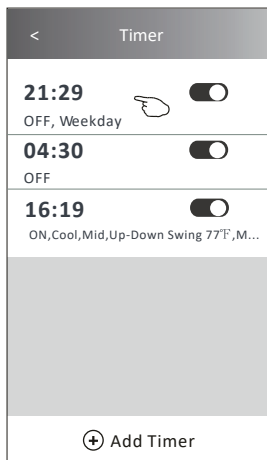 < Timer
21:29
OFF, Weekday
04:30
OFF
16:19
ON,Cool,Mid,Up-Down Swing 77℉,M...
Add Timer